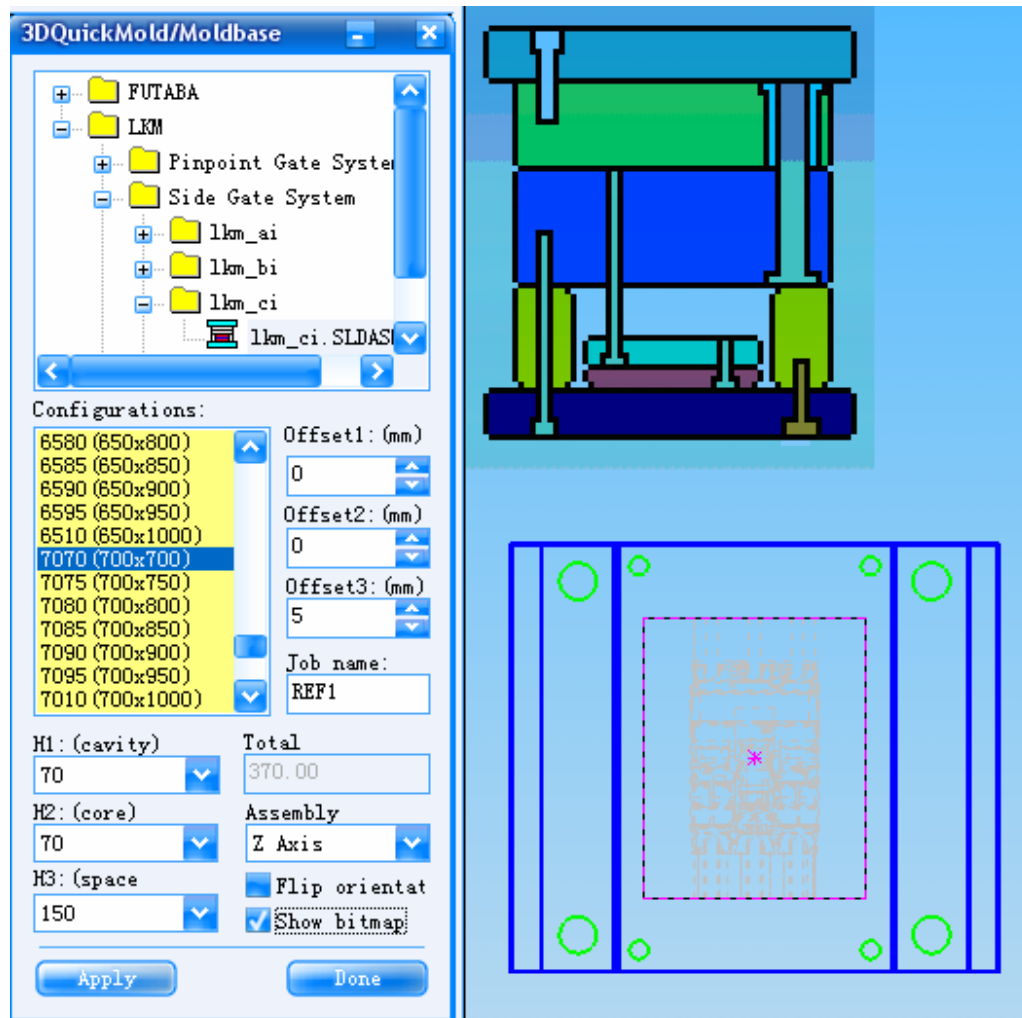 3DQuickMold/Moldbase
FUTABA
LKM
Pinpoint Gate System
Side Gate System
lkm_ai
lkm_bi
lkm_ci
lkm_ci.SLDAS
Configurations:
6580 (650x800)
6585 (650x850)
6590 (650x900)
6595 (650x950)
6510 (650x1000)
7070 (700x700)
7075 (700x750)
7080 (700x800)
7085 (700x850)
7090 (700x900)
7095 (700x950)
7010 (700x1000)
Offset1: (mm)
0
Offset2: (mm)
0
Offset3: (mm)
5
Job name:
REF1
H1: (cavity)
70
Total
370.00
H2: (core)
70
Assembly
Z Axis
H3: (space
150
Flip orientat
Show bitmap
Apply
Done